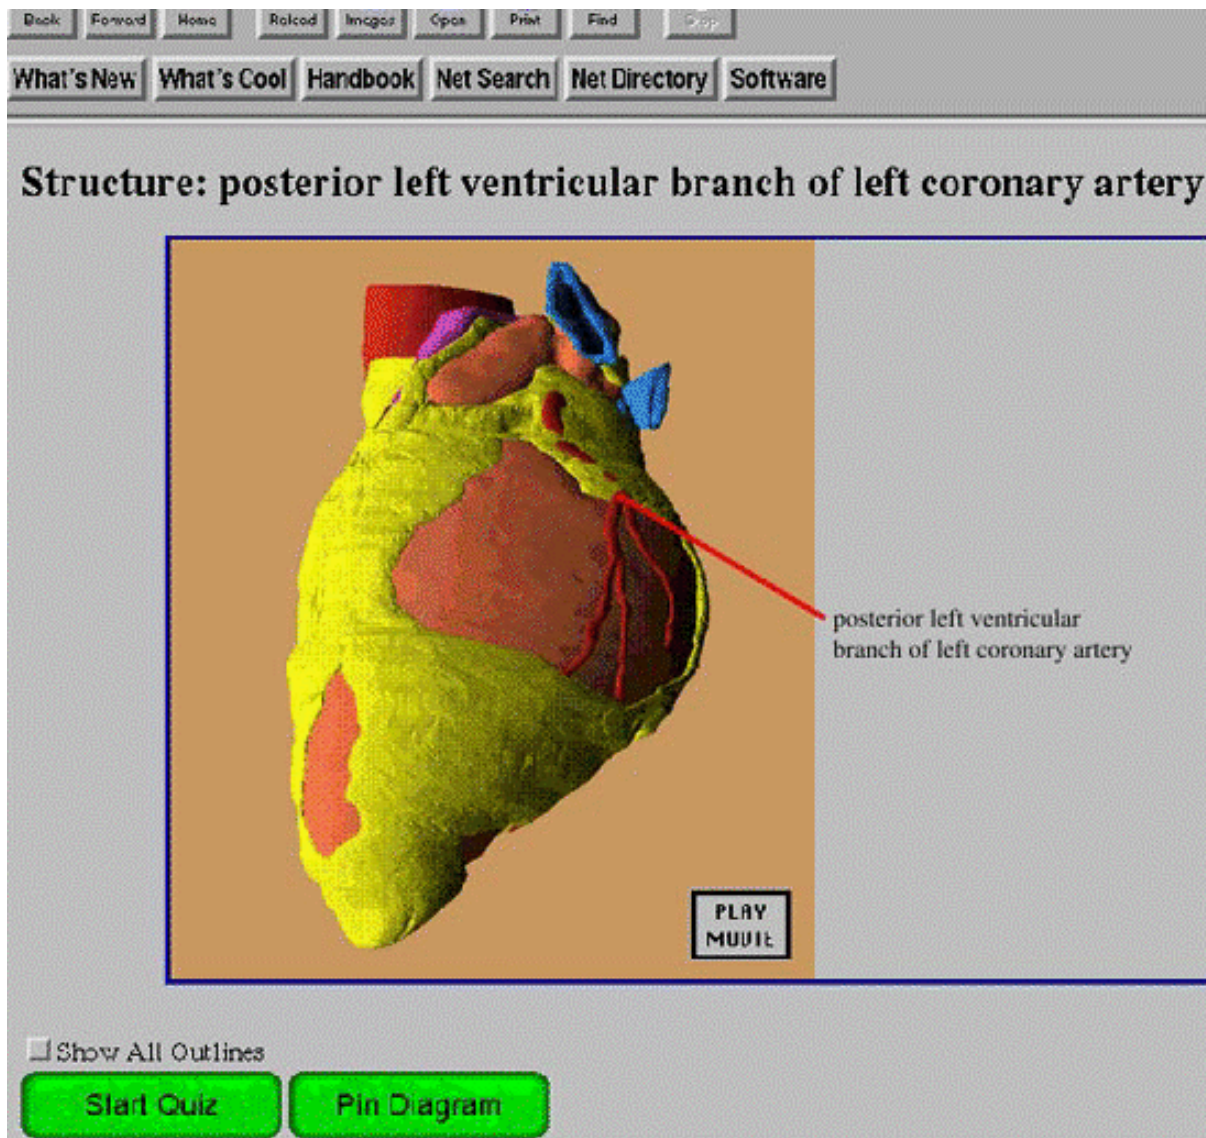 Back Forward Home Reload Images Open Print Find Stop
What's New What's Cool Handbook Net Search Net Directory Software
Structure: posterior left ventricular branch of left coronary artery
posterior left ventricular
branch of left coronary artery
PLAY
MOVIE
Show All Outlines
Start Quiz Pin Diagram